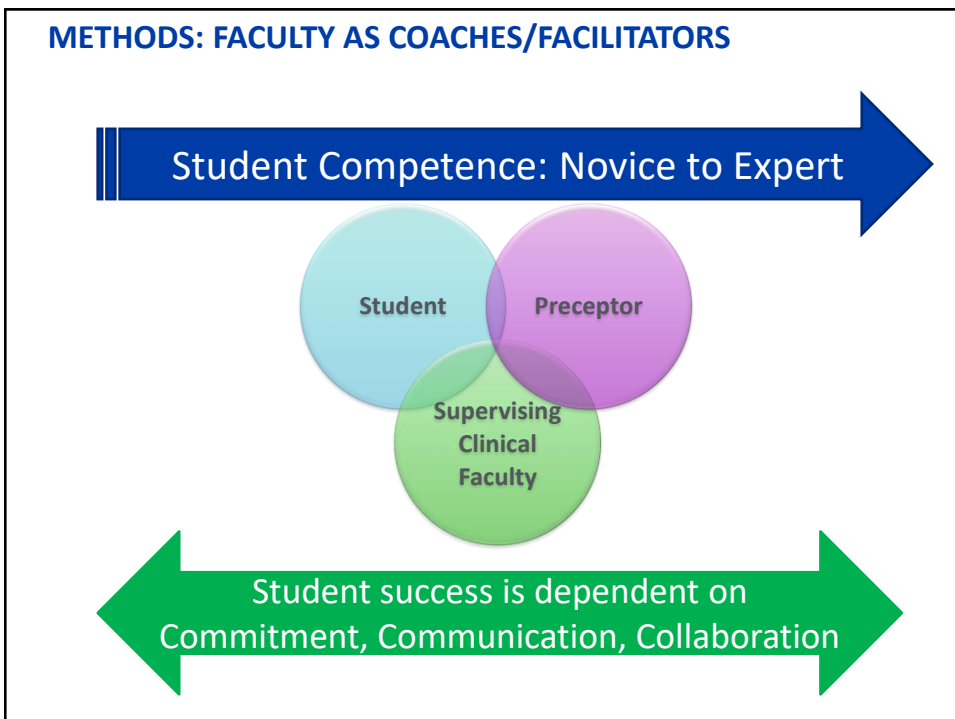 METHODS: FACULTY AS COACHES/FACILITATORS
Student Competence: Novice to Expert
Student
Preceptor
Supervising
Clinical
Faculty
Student success is dependent on
Commitment, Communication, Collaboration